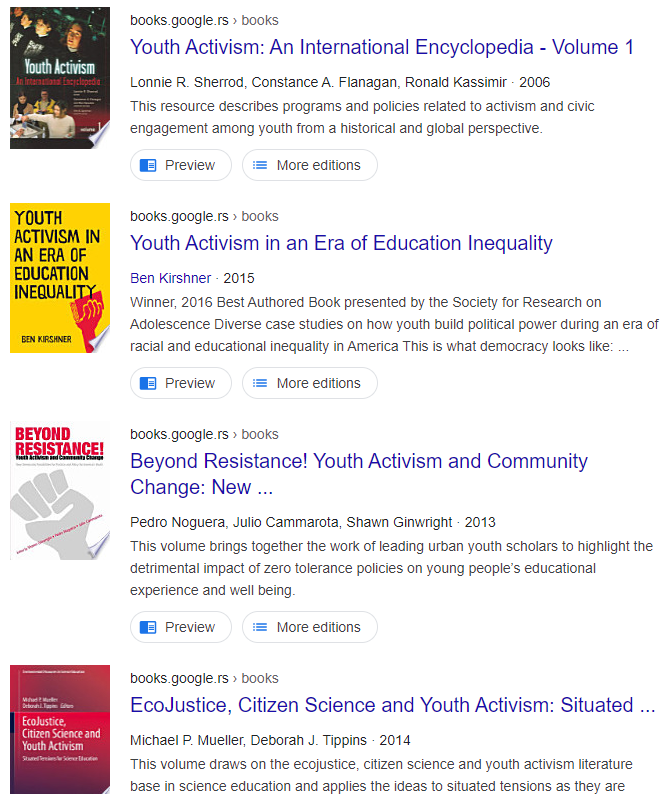 Youth Activism
An International Encyclopedia
volume 1
books.google.rs › books
Youth Activism: An International Encyclopedia - Volume 1
Lonnie R. Sherrod, Constance A. Flanagan, Ronald Kassimir · 2006
This resource describes programs and policies related to activism and civic
engagement among youth from a historical and global perspective.
Preview
More editions
YOUTH
ACTIVISM IN
AN ERA OF
EDUCATION
INEQUALITY
BEN KIRSHNER
books.google.rs › books
Youth Activism in an Era of Education Inequality
Ben Kirshner · 2015
Winner, 2016 Best Authored Book presented by the Society for Research on
Adolescence Diverse case studies on how youth build political power during an era of
racial and educational inequality in America This is what democracy looks like: ...
Preview
More editions
BEYOND
RESISTANCE!
Youth Activism and Community
Change
books.google.rs › books
Beyond Resistance! Youth Activism and Community
Change: New ...
Pedro Noguera, Julio Cammarota, Shawn Ginwright · 2013
This volume brings together the work of leading urban youth scholars to highlight the
detrimental impact of zero tolerance policies on young people’s educational
experience and well being.
Preview
More editions
Michael P. Mueller
Deborah J. Tippins Editors
EcoJustice,
Citizen Science and
Youth Activism
Situated Tensions for Science Education
books.google.rs › books
EcoJustice, Citizen Science and Youth Activism: Situated ...
Michael P. Mueller, Deborah J. Tippins · 2014
This volume draws on the ecojustice, citizen science and youth activism literature
base in science education and applies the ideas to situated tensions as they are